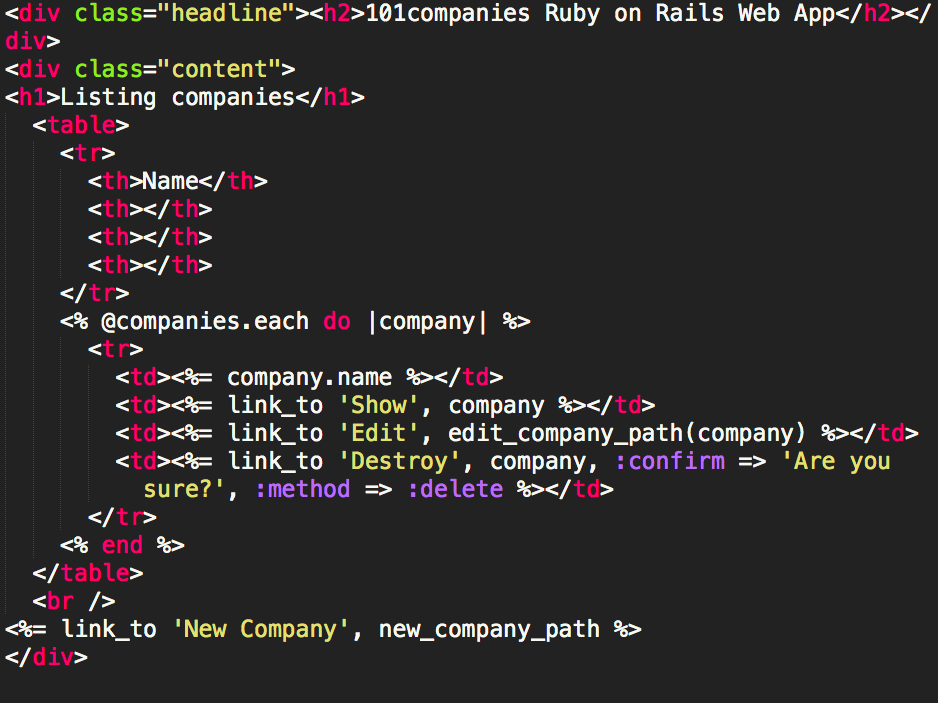 <div class="headline"><h2>101companies Ruby on Rails Web App</h2></
div>
<div class="content">
<h1>Listing companies</h1>
  <table>
    <tr>
      <th>Name</th>
      <th></th>
      <th></th>
      <th></th>
    </tr>
    <% @companies.each do |company| %>
      <tr>
        <td><%= company.name %></td>
        <td><%= link_to 'Show', company %></td>
        <td><%= link_to 'Edit', edit_company_path(company) %></td>
        <td><%= link_to 'Destroy', company, :confirm => 'Are you
          sure?', :method => :delete %></td>
      </tr>
    <% end %>
  </table>
  <br />
<%= link_to 'New Company', new_company_path %>
</div>